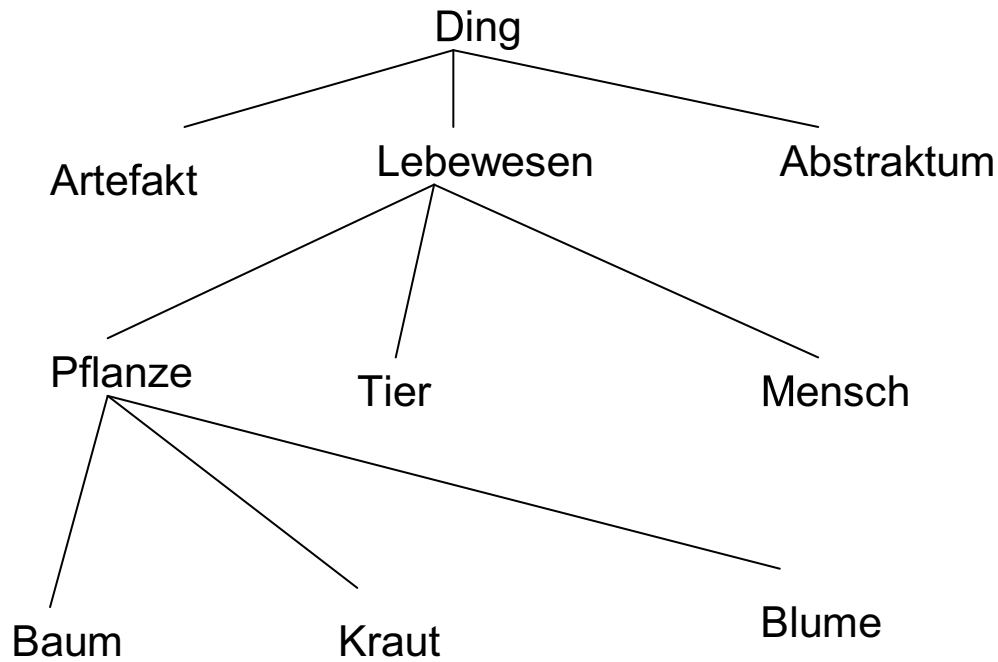 Ding
Artefakt
Lebewesen
Abstraktum
Pflanze
Tier
Mensch
Baum
Kraut
Blume